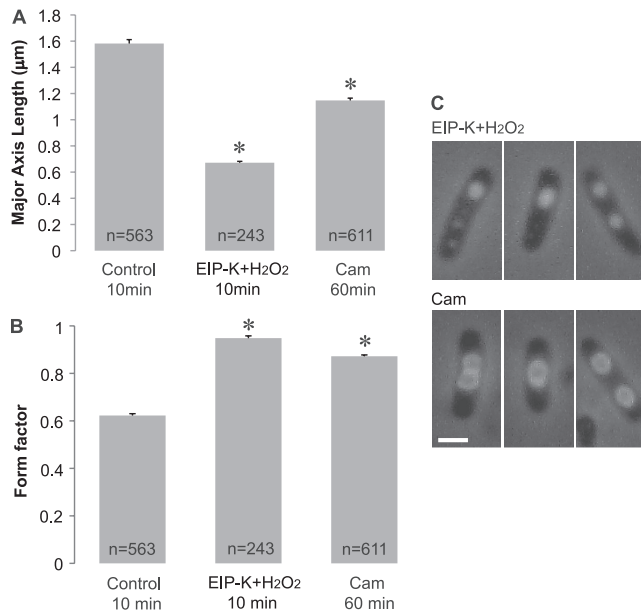 A
Major Axis Length (μm)
1.8
1.6
1.4
1.2
1
0.8
0.6
0.4
0.2
0
*
*
n=563
n=243
n=611
Control
10min
EIP-K+H₂O₂
10min
Cam
60min
B
Form factor
1
0.8
0.6
0.4
0.2
0
*
*
n=563
n=243
n=611
Control
10 min
EIP-K+H₂O₂
10 min
Cam
60 min
C
EIP-K+H₂O₂
Cam